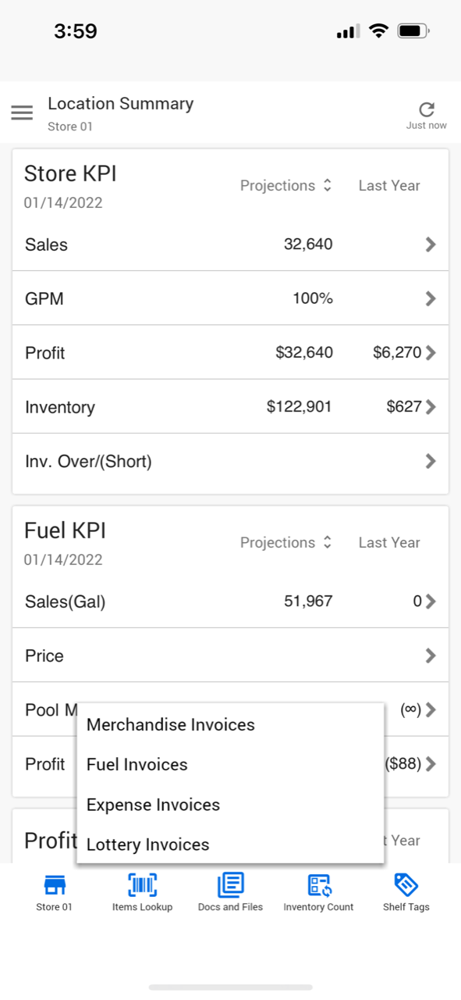 3:59
Location Summary
Store 01
Just now
Store KPI
Projections Last Year
01/14/2022
Sales 32,640
GPM 100%
Profit $32,640 $6,270
Inventory $122,901 $627
Inv. Over/(Short)
Fuel KPI
Projections Last Year
01/14/2022
Sales(Gal) 51,967 0
Price
Pool (∞)
Merchandise Invoices
Profit ($88)
Fuel Invoices
Expense Invoices
Profit Year
Lottery Invoices
Store 01 Items Lookup Docs and Files Inventory Count Shelf Tags